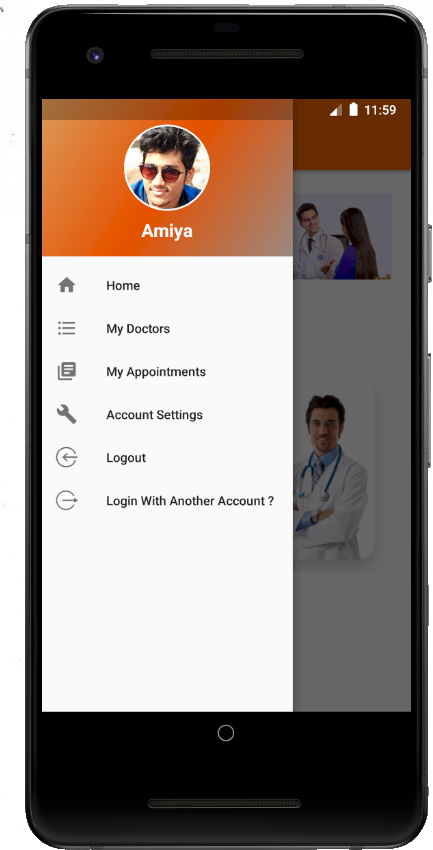 11:59
Amiya
Home
My Doctors
My Appointments
Account Settings
Logout
Login With Another Account ?